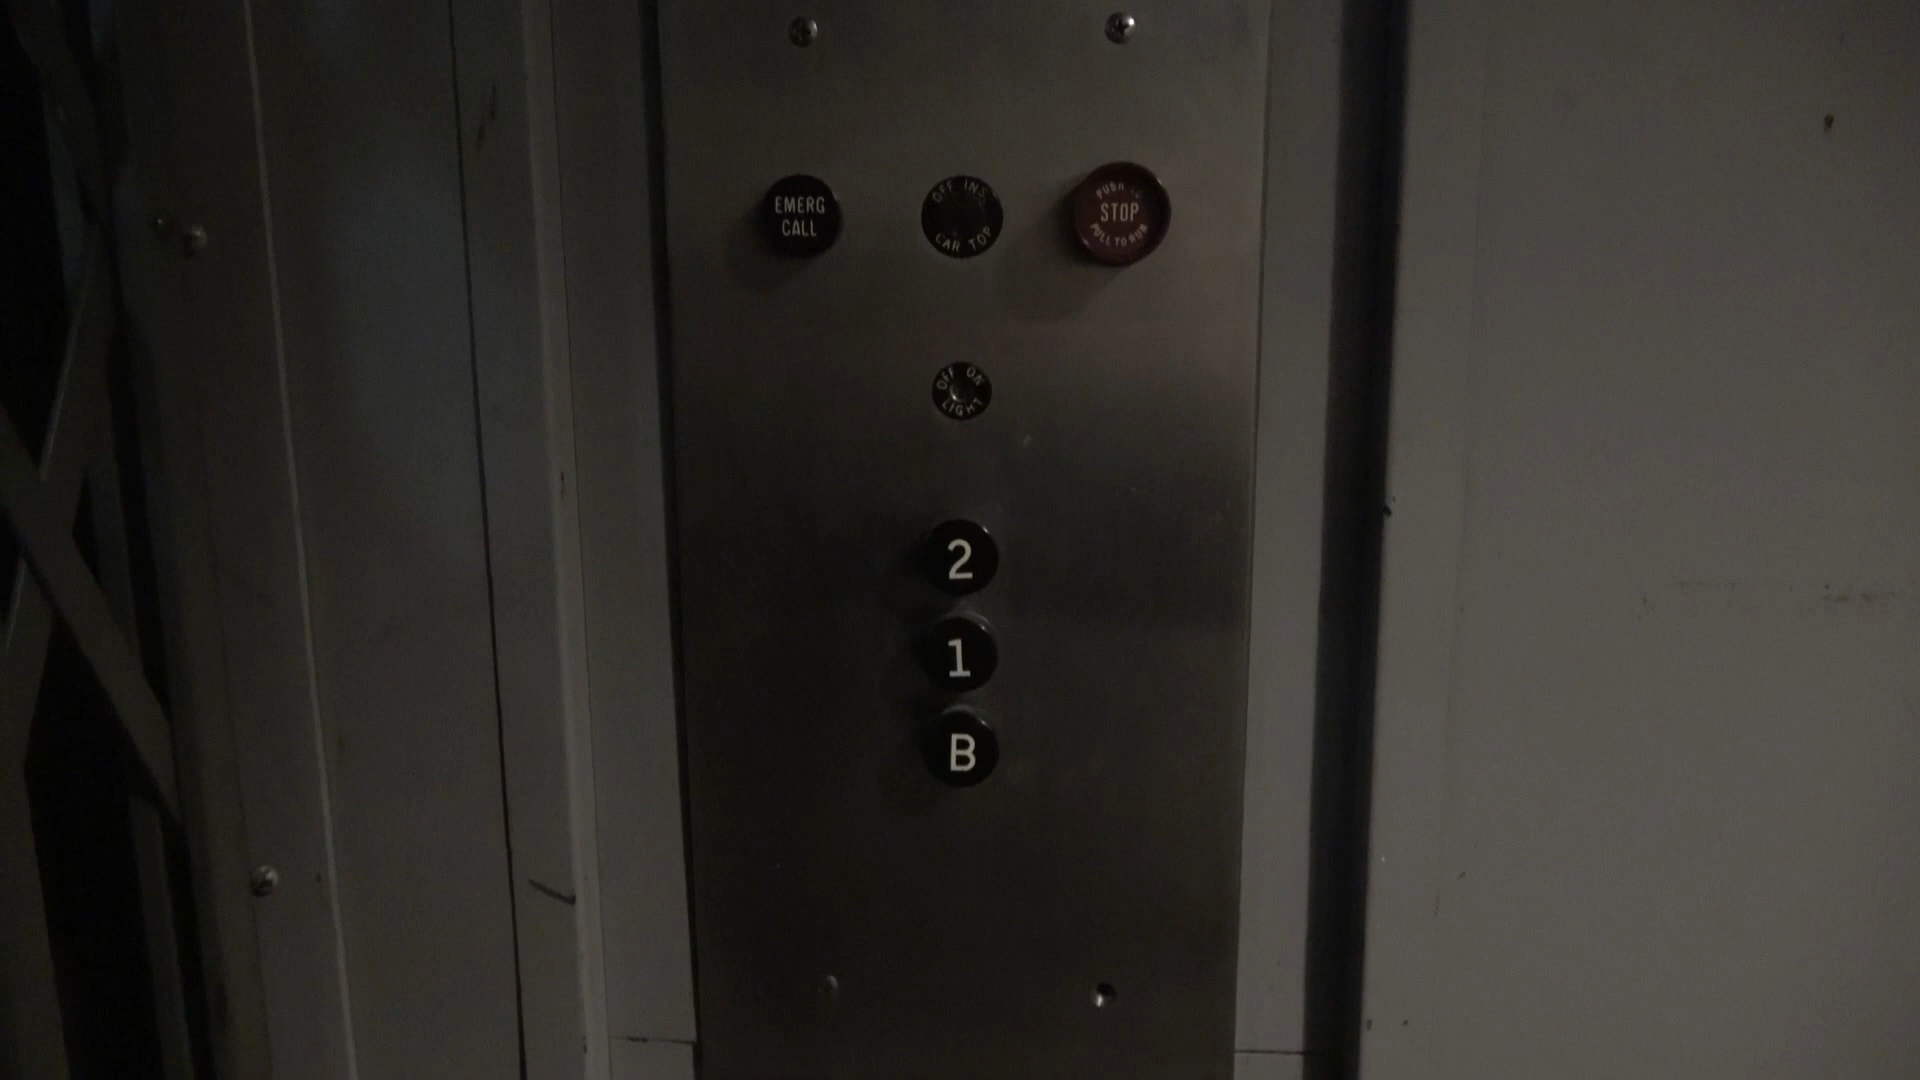 EMERG
CALL
OFF INS
CAR TOP
PUSH TO
STOP
PULL TO RUN
OFF ON
LIGHT
2
1
B